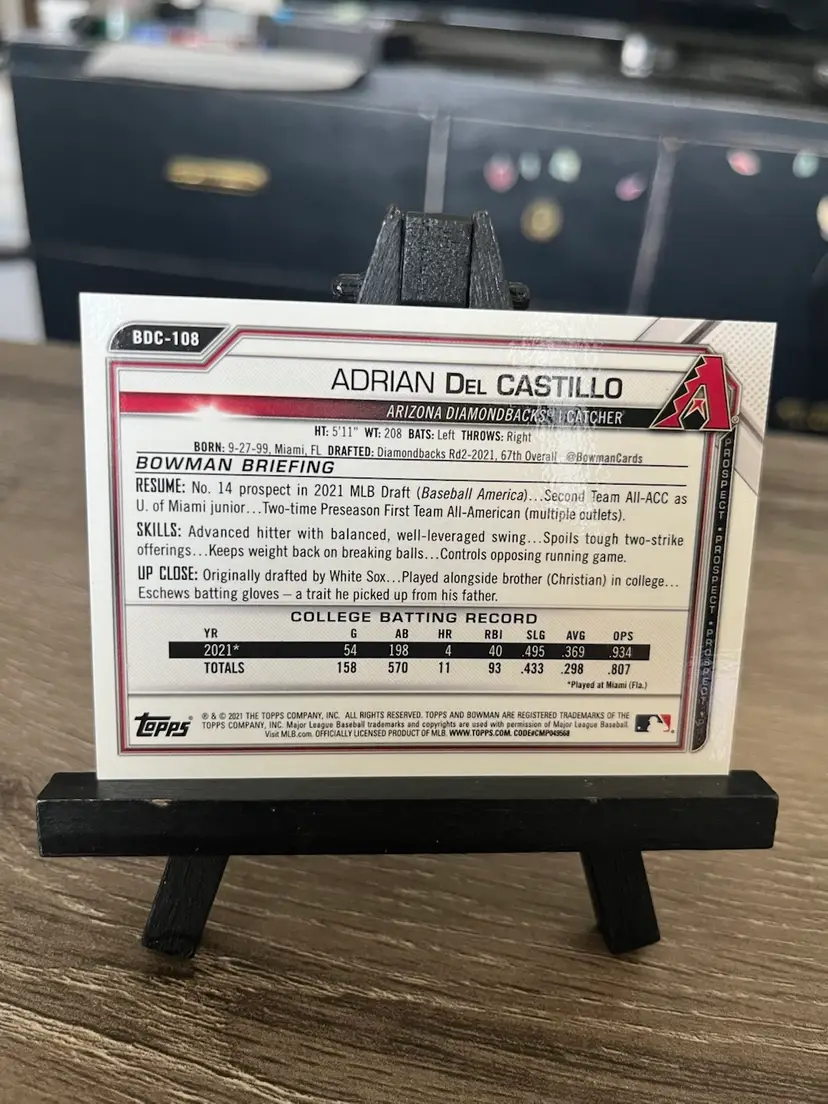 BDC-108
ADRIAN DEL CASTILLO
ARIZONA DIAMONDBACKS® | CATCHER
HT: 5'11" WT: 208 BATS: Left THROWS: Right
BORN: 9-27-99, Miami, FL DRAFTED: Diamondbacks Rd2-2021, 67th Overall @BowmanCards
BOWMAN BRIEFING
RESUME: No. 14 prospect in 2021 MLB Draft (Baseball America)...Second Team All-ACC as
U. of Miami junior...Two-time Preseason First Team All-American (multiple outlets).
SKILLS: Advanced hitter with balanced, well-leveraged swing...Spoils tough two-strike
offerings...Keeps weight back on breaking balls...Controls opposing running game.
UP CLOSE: Originally drafted by White Sox...Played alongside brother (Christian) in college...
Eschews batting gloves – a trait he picked up from his father.
COLLEGE BATTING RECORD
YR G AB HR RBI SLG AVG OPS
2021* 54 198 4 40 .495 .369 .934
TOTALS 158 570 11 93 .433 .298 .807
*Played at Miami (Fla.)
TOPPS®
® & © 2021 THE TOPPS COMPANY, INC. ALL RIGHTS RESERVED. TOPPS AND BOWMAN ARE REGISTERED TRADEMARKS OF THE
TOPPS COMPANY, INC. Major League Baseball trademarks and copyrights are used with permission of Major League Baseball.
Visit MLB.com. OFFICIALLY LICENSED PRODUCT OF MLB. WWW.TOPPS.COM. CODE#CMP049568
PROSPECT • PROSPECT • PROSPECT •